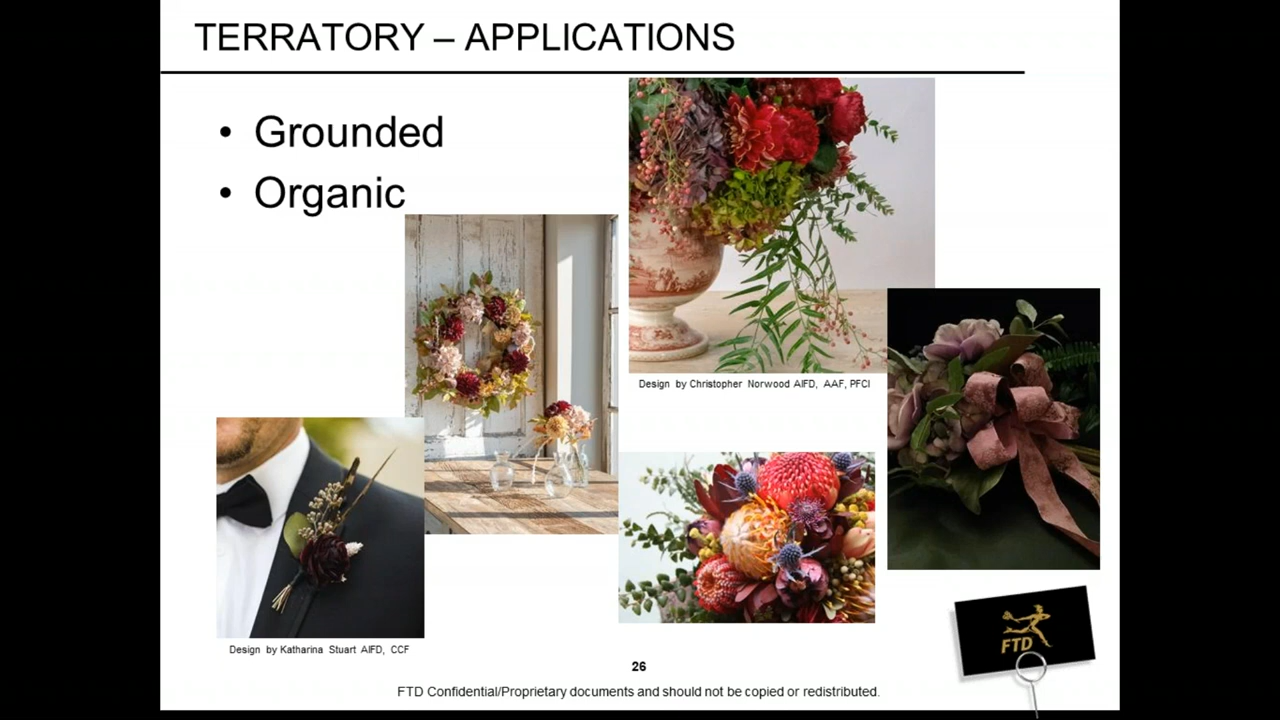 TERRATORY – APPLICATIONS
• Grounded
• Organic
Design by Christopher Norwood AIFD, AAF, PFCI
Design by Katharina Stuart AIFD, CCF
FTD
26
FTD Confidential/Proprietary documents and should not be copied or redistributed.